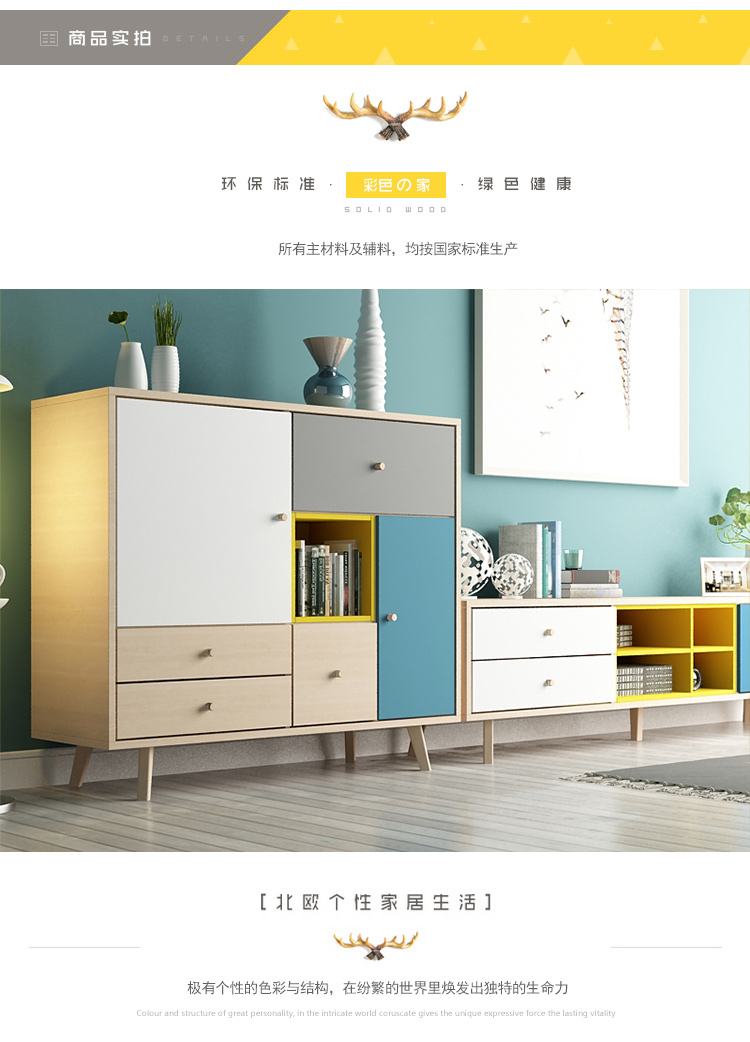 商品实拍 DETAILS
环保标准 · 彩色の家 · 绿色健康
SOLID WOOD
所有主材料及辅料，均按国家标准生产
[北欧个性家居生活]
极有个性的色彩与结构，在纷繁的世界里焕发出独特的生命力
Colour and structure of great personality, in the intricate world coruscate gives the unique expressive force the lasting vitality